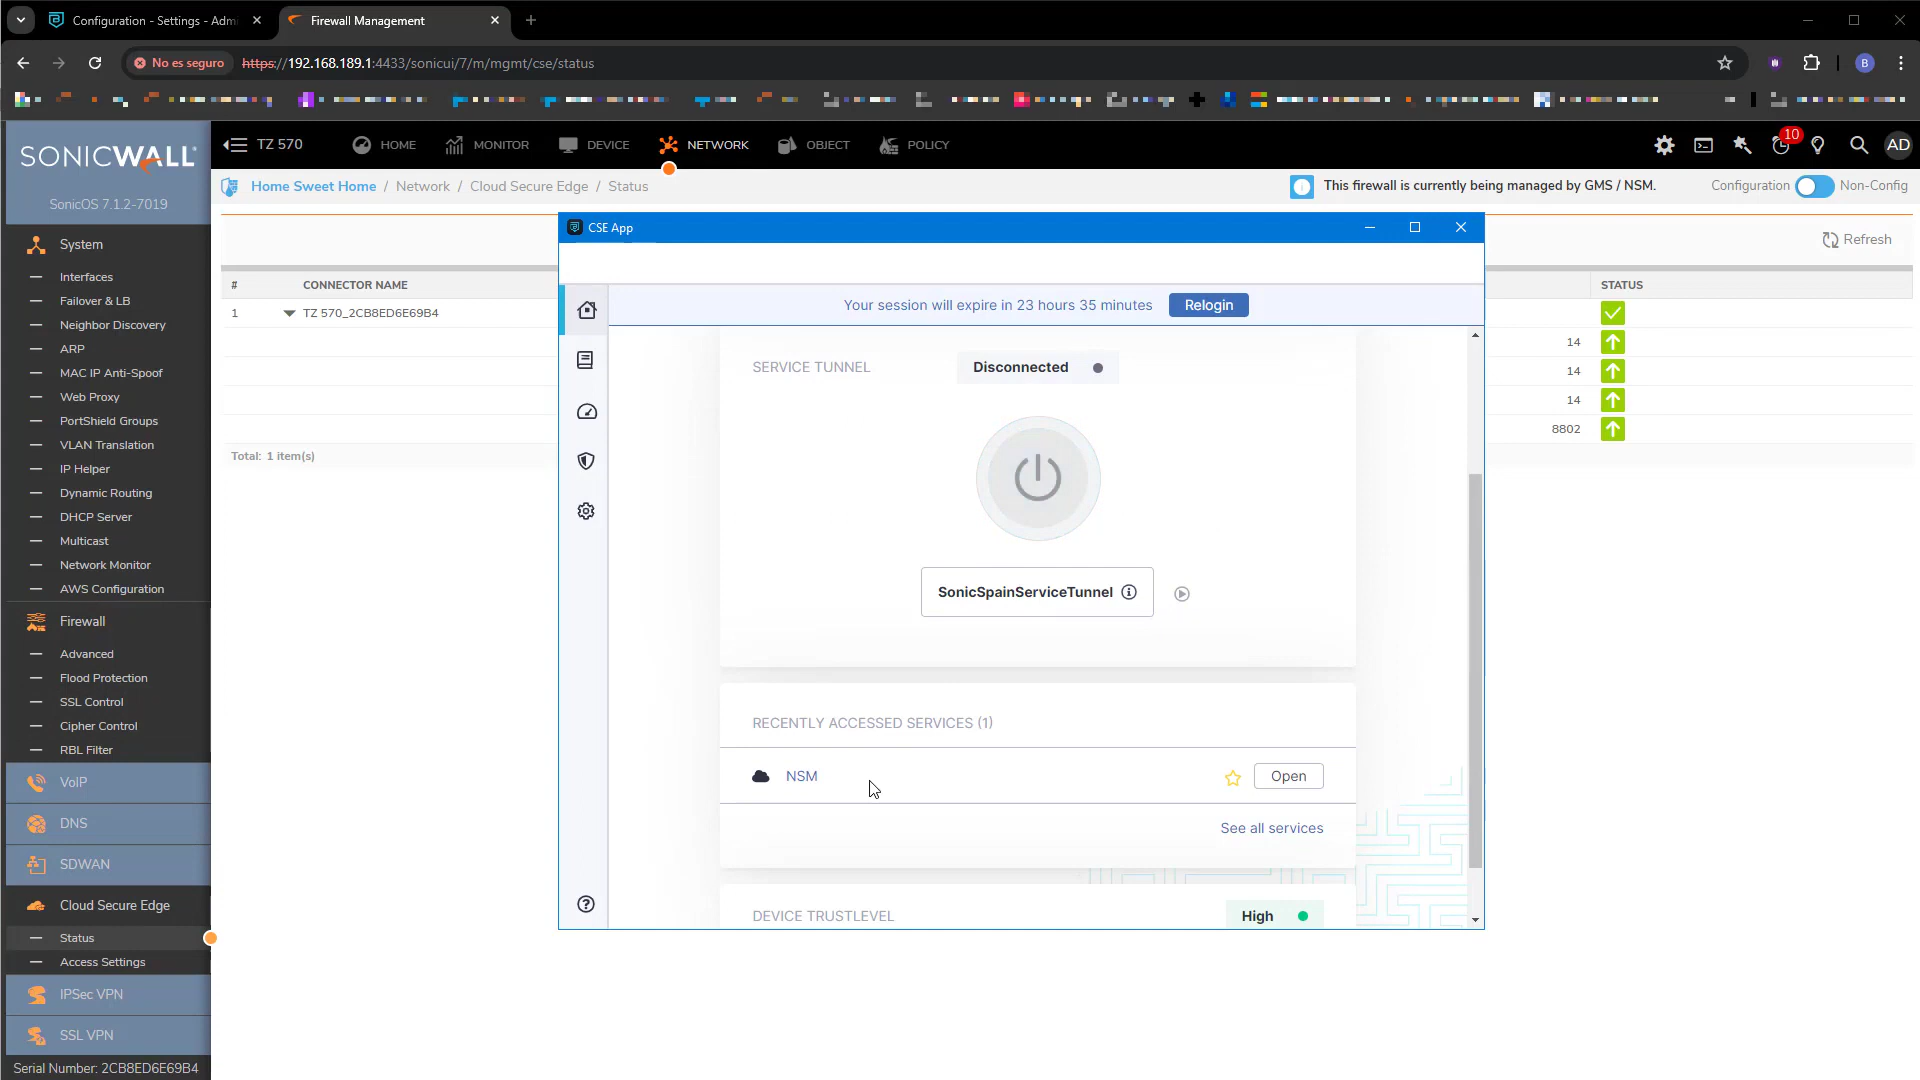 Configuration - Settings - Adm
Firewall Management
No es seguro
https://192.168.189.1:4433/sonicui/7/m/mgmt/cse/status
B
SONICWALL
SonicOS 7.1.2-7019
TZ 570
HOME
MONITOR
DEVICE
NETWORK
OBJECT
POLICY
10
AD
Home Sweet Home / Network / Cloud Secure Edge / Status
This firewall is currently being managed by GMS / NSM.
Configuration
Non-Config
Refresh
System
Interfaces
Failover & LB
Neighbor Discovery
ARP
MAC IP Anti-Spoof
Web Proxy
PortShield Groups
VLAN Translation
IP Helper
Dynamic Routing
DHCP Server
Multicast
Network Monitor
AWS Configuration
Firewall
Advanced
Flood Protection
SSL Control
Cipher Control
RBL Filter
VoIP
DNS
SDWAN
Cloud Secure Edge
Status
Access Settings
IPSec VPN
SSL VPN
Serial Number: 2CB8ED6E69B4
# CONNECTOR NAME
1 TZ 570_2CB8ED6E69B4
Total: 1 item(s)
STATUS
14
14
14
8802
CSE App
Your session will expire in 23 hours 35 minutes
Relogin
SERVICE TUNNEL
Disconnected
SonicSpainServiceTunnel
RECENTLY ACCESSED SERVICES (1)
NSM
Open
See all services
DEVICE TRUSTLEVEL
High